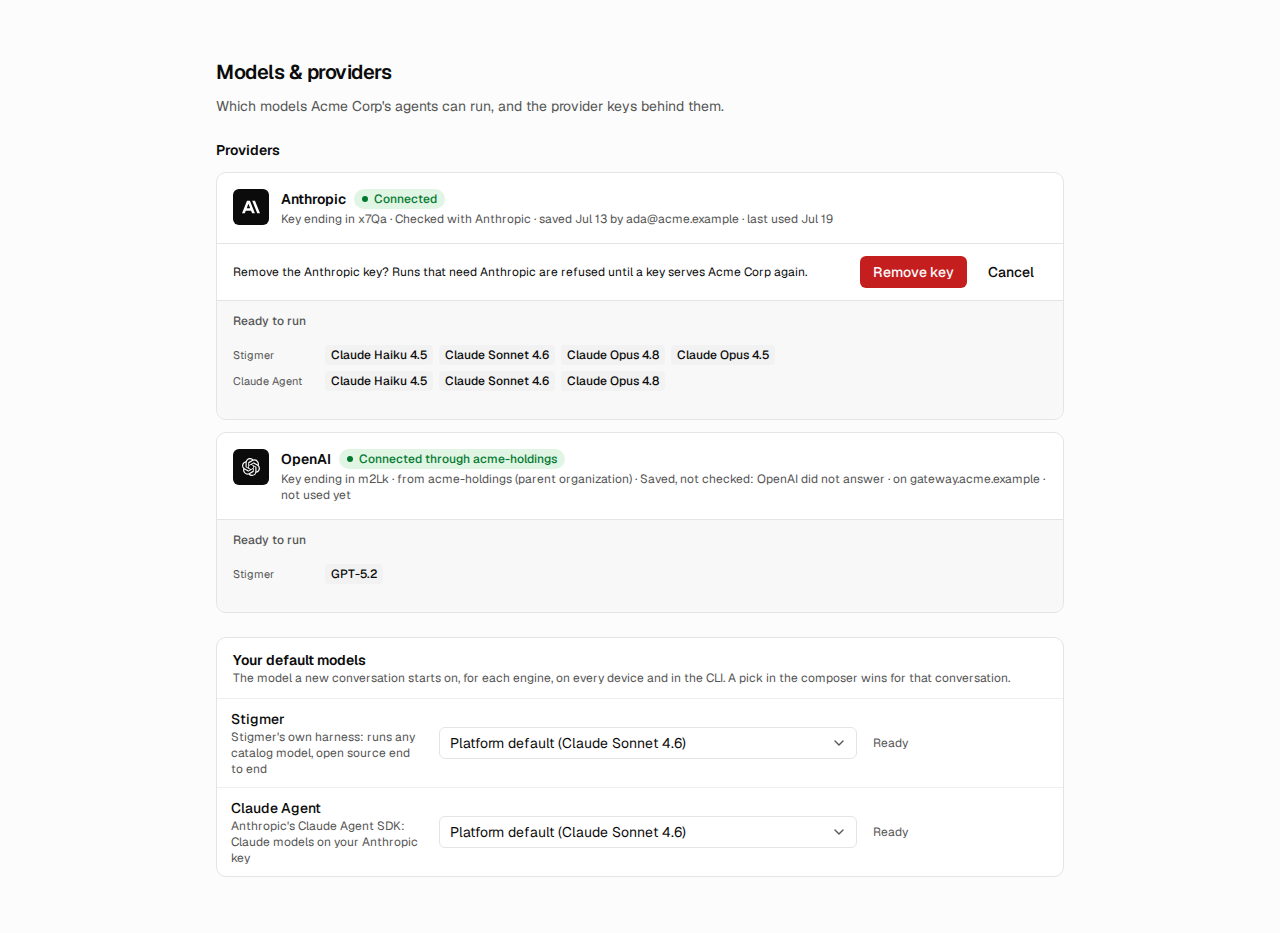 Models & providers
Which models Acme Corp's agents can run, and the provider keys behind them.
Providers
Anthropic
Connected
Key ending in x7Qa · Checked with Anthropic · saved Jul 13 by ada@acme.example · last used Jul 19
Remove the Anthropic key? Runs that need Anthropic are refused until a key serves Acme Corp again.
Remove key
Cancel
Ready to run
Stigmer
Claude Haiku 4.5
Claude Sonnet 4.6
Claude Opus 4.8
Claude Opus 4.5
Claude Agent
Claude Haiku 4.5
Claude Sonnet 4.6
Claude Opus 4.8
OpenAI
Connected through acme-holdings
Key ending in m2Lk · from acme-holdings (parent organization) · Saved, not checked: OpenAI did not answer · on gateway.acme.example ·
not used yet
Ready to run
Stigmer
GPT-5.2
Your default models
The model a new conversation starts on, for each engine, on every device and in the CLI. A pick in the composer wins for that conversation.
Stigmer
Stigmer's own harness: runs any
catalog model, open source end
to end
Platform default (Claude Sonnet 4.6)
Ready
Claude Agent
Anthropic's Claude Agent SDK:
Claude models on your Anthropic
key
Platform default (Claude Sonnet 4.6)
Ready